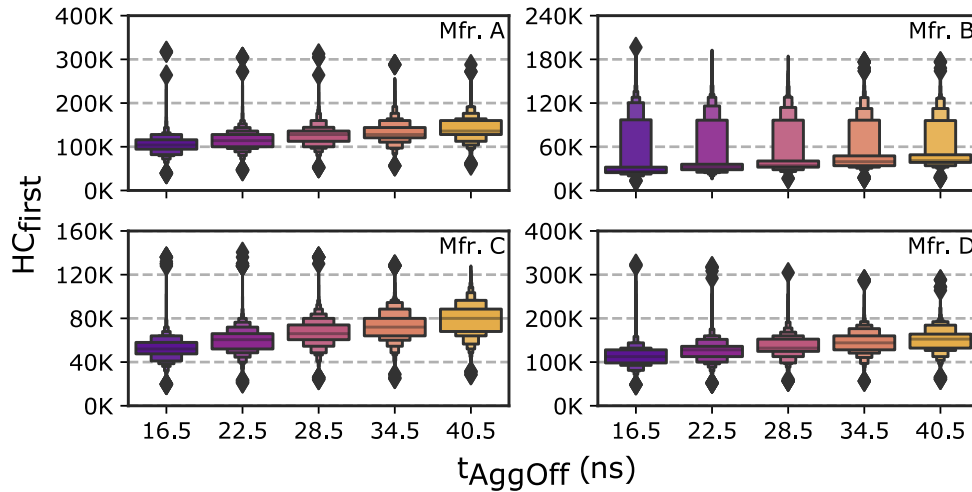 400K
300K
200K
100K
0K
Mfr. A
240K
180K
120K
60K
0K
Mfr. B
HCfirst
160K
120K
80K
40K
0K
Mfr. C
400K
300K
200K
100K
0K
Mfr. D
16.5 22.5 28.5 34.5 40.5
16.5 22.5 28.5 34.5 40.5
tAggOff (ns)